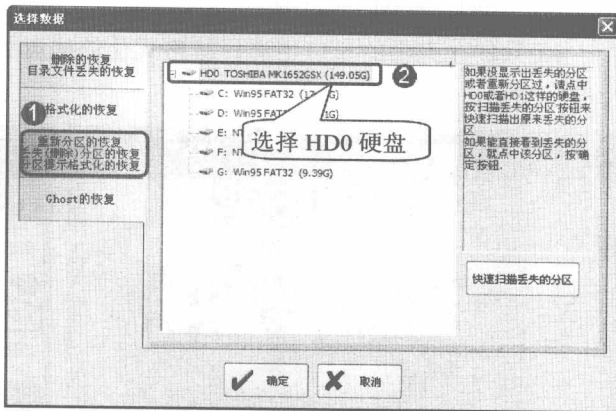 选择数据
删除的恢复
目录文件丢失的恢复
1
格式化的恢复
重新分区的恢复
丢失(删除)分区的恢复
分区提示格式化的恢复
Ghost的恢复
HD0 TOSHIBA MK1652GSX (149.05G)
2
C: Win95 FAT32
D: Win95 FAT
E:
F:
G: Win95 FAT32 (9.39G)
选择 HD0 硬盘
如果没显示出丢失的分区
或者重新分区过，请点中
HD0或者HD1这样的硬盘，
按扫描丢失的分区按钮来
快速扫描出原来丢失的分
区
如果能直接看到丢失的分
区，就点中该分区，按确
定按钮.
快速扫描丢失的分区
确定
取消